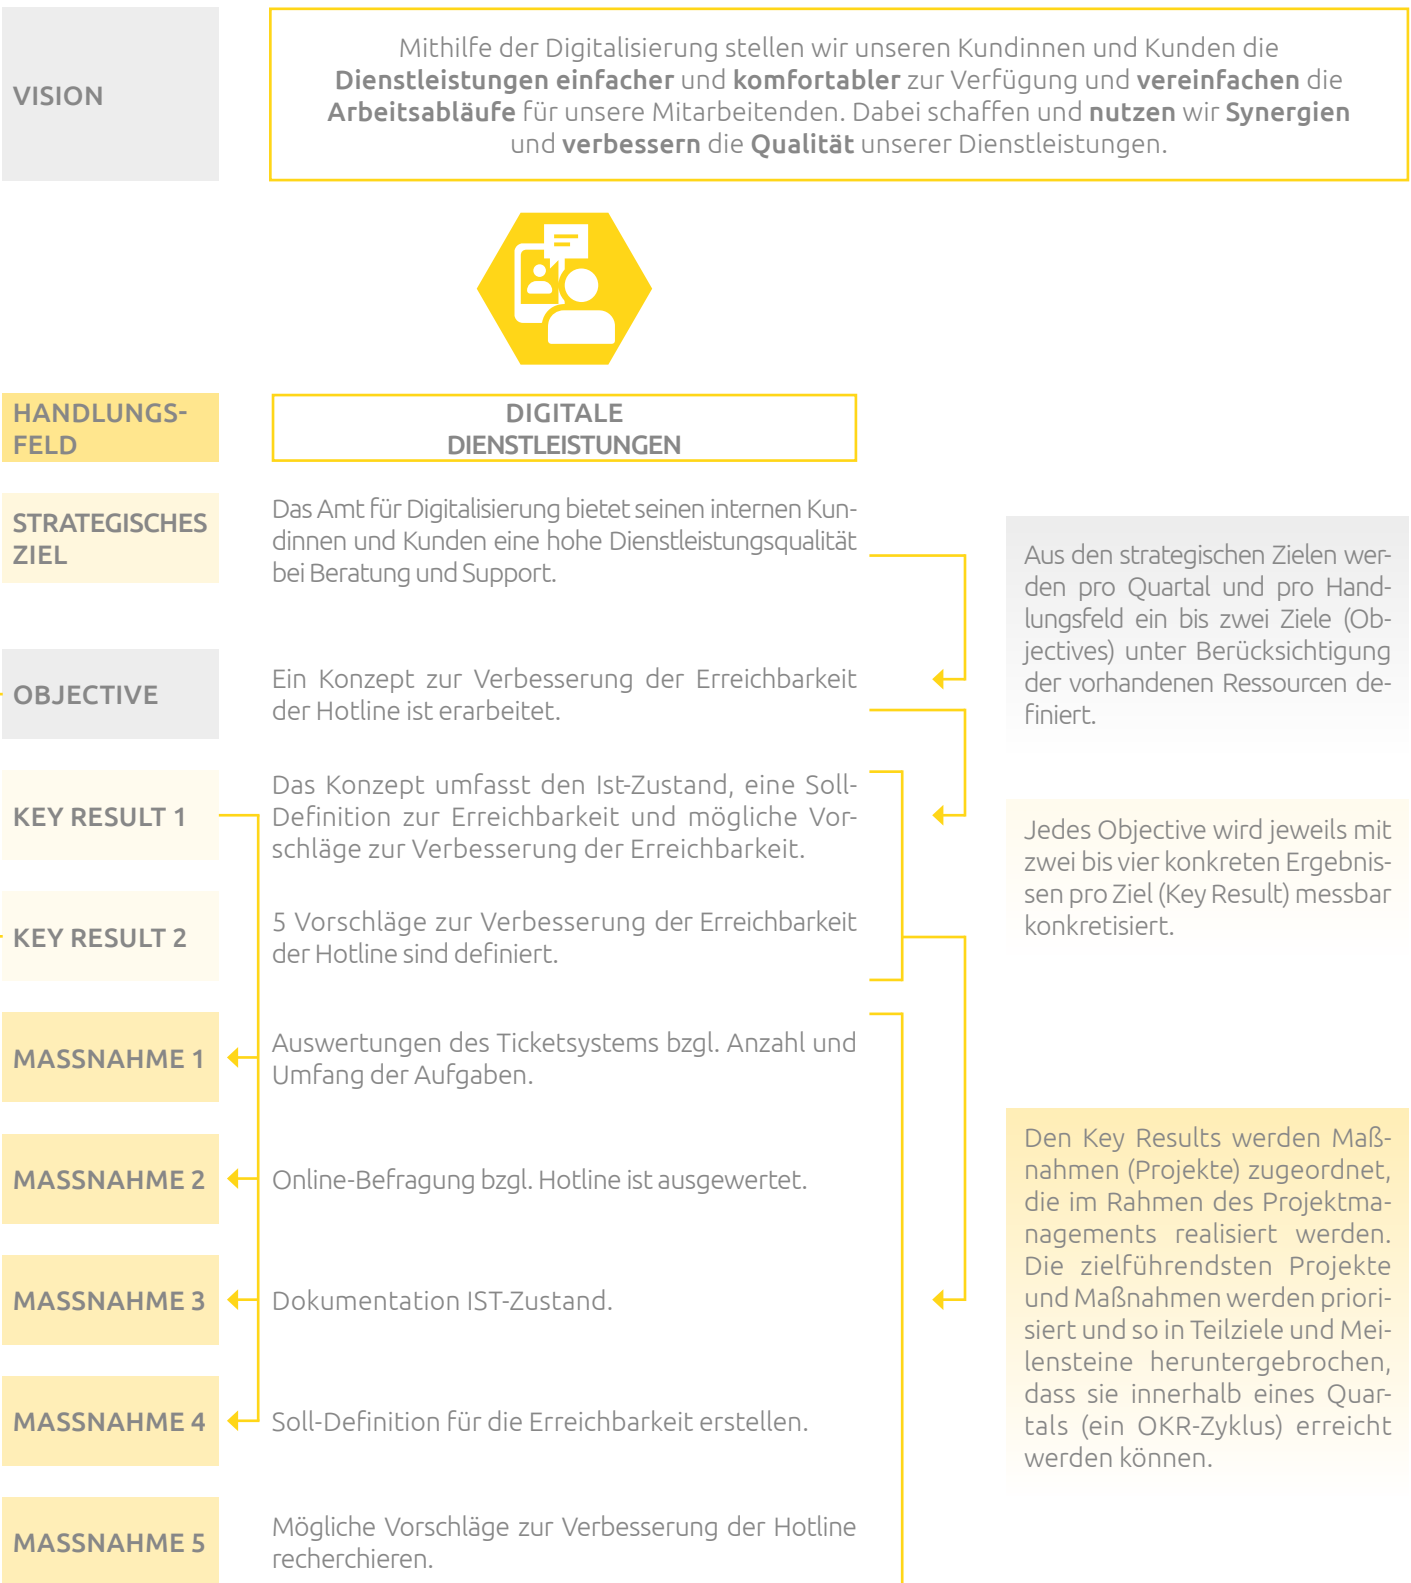 VISION
Mithilfe der Digitalisierung stellen wir unseren Kundinnen und Kunden die
Dienstleistungen einfacher und komfortabler zur Verfügung und vereinfachen die
Arbeitsabläufe für unsere Mitarbeitenden. Dabei schaffen und nutzen wir Synergien
und verbessern die Qualität unserer Dienstleistungen.
HANDLUNGS-
FELD
DIGITALE
DIENSTLEISTUNGEN
STRATEGISCHES
ZIEL
Das Amt für Digitalisierung bietet seinen internen Kun-
dinnen und Kunden eine hohe Dienstleistungsqualität
bei Beratung und Support.
Aus den strategischen Zielen wer-
den pro Quartal und pro Hand-
lungsfeld ein bis zwei Ziele (Ob-
jectives) unter Berücksichtigung
der vorhandenen Ressourcen de-
finiert.
OBJECTIVE
Ein Konzept zur Verbesserung der Erreichbarkeit
der Hotline ist erarbeitet.
KEY RESULT 1
Das Konzept umfasst den Ist-Zustand, eine Soll-
Definition zur Erreichbarkeit und mögliche Vor-
schläge zur Verbesserung der Erreichbarkeit.
Jedes Objective wird jeweils mit
zwei bis vier konkreten Ergebnis-
sen pro Ziel (Key Result) messbar
konkretisiert.
KEY RESULT 2
5 Vorschläge zur Verbesserung der Erreichbarkeit
der Hotline sind definiert.
MASSNAHME 1
Auswertungen des Ticketsystems bzgl. Anzahl und
Umfang der Aufgaben.
MASSNAHME 2
Online-Befragung bzgl. Hotline ist ausgewertet.
Den Key Results werden Maß-
nahmen (Projekte) zugeordnet,
die im Rahmen des Projektma-
nagements realisiert werden.
Die zielführendsten Projekte
und Maßnahmen werden priori-
siert und so in Teilziele und Mei-
lensteine heruntergebrochen,
dass sie innerhalb eines Quar-
tals (ein OKR-Zyklus) erreicht
werden können.
MASSNAHME 3
Dokumentation IST-Zustand.
MASSNAHME 4
Soll-Definition für die Erreichbarkeit erstellen.
MASSNAHME 5
Mögliche Vorschläge zur Verbesserung der Hotline
recherchieren.